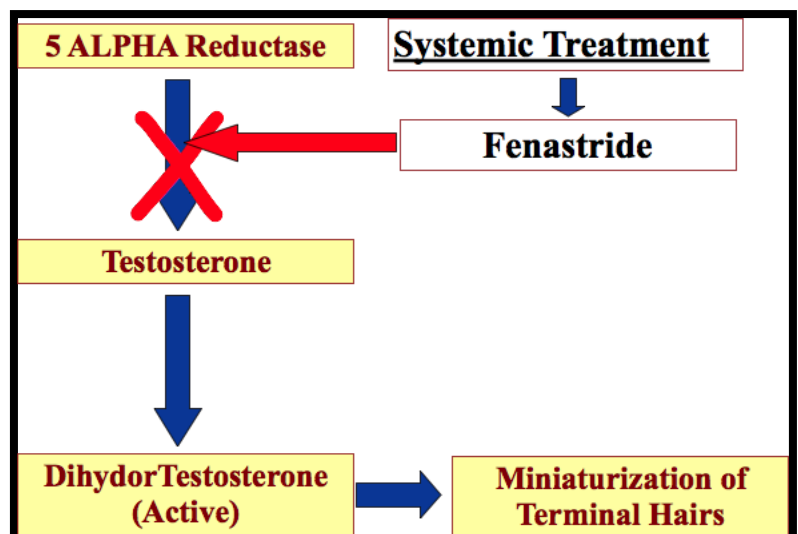 5 ALPHA Reductase
Systemic Treatment
Fenastride
Testosterone
DihydorTestosterone
(Active)
Miniaturization of
Terminal Hairs